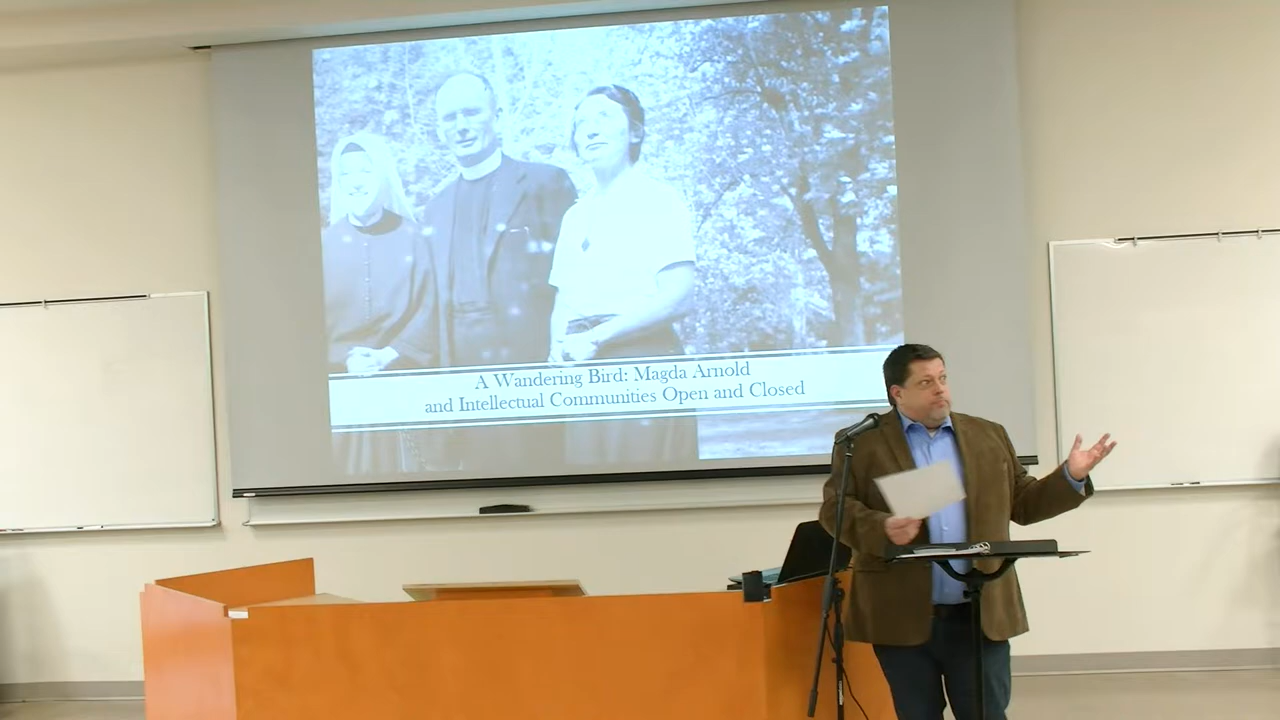 A Wandering Bird: Magda Arnold
and Intellectual Communities Open and Closed